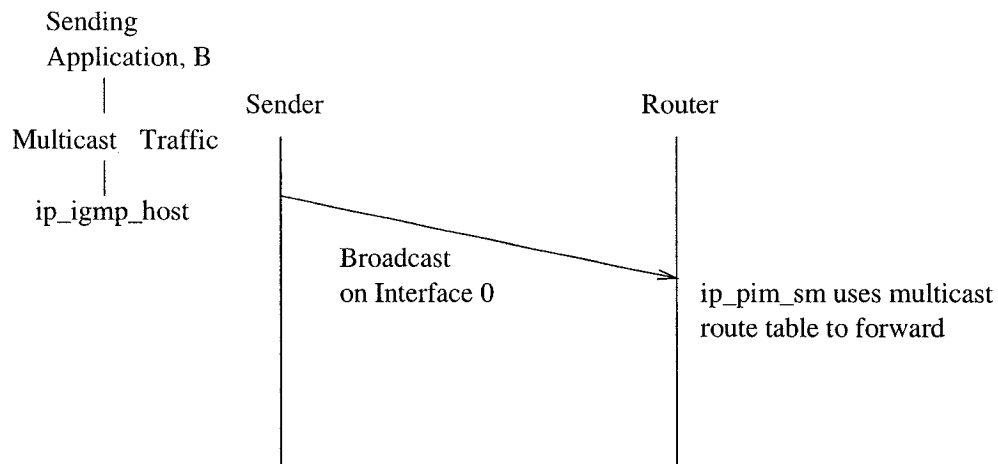 Sending
Application, B
Sender
Router
Multicast Traffic
ip_igmp_host
Broadcast
on Interface 0
ip_pim_sm uses multicast
route table to forward